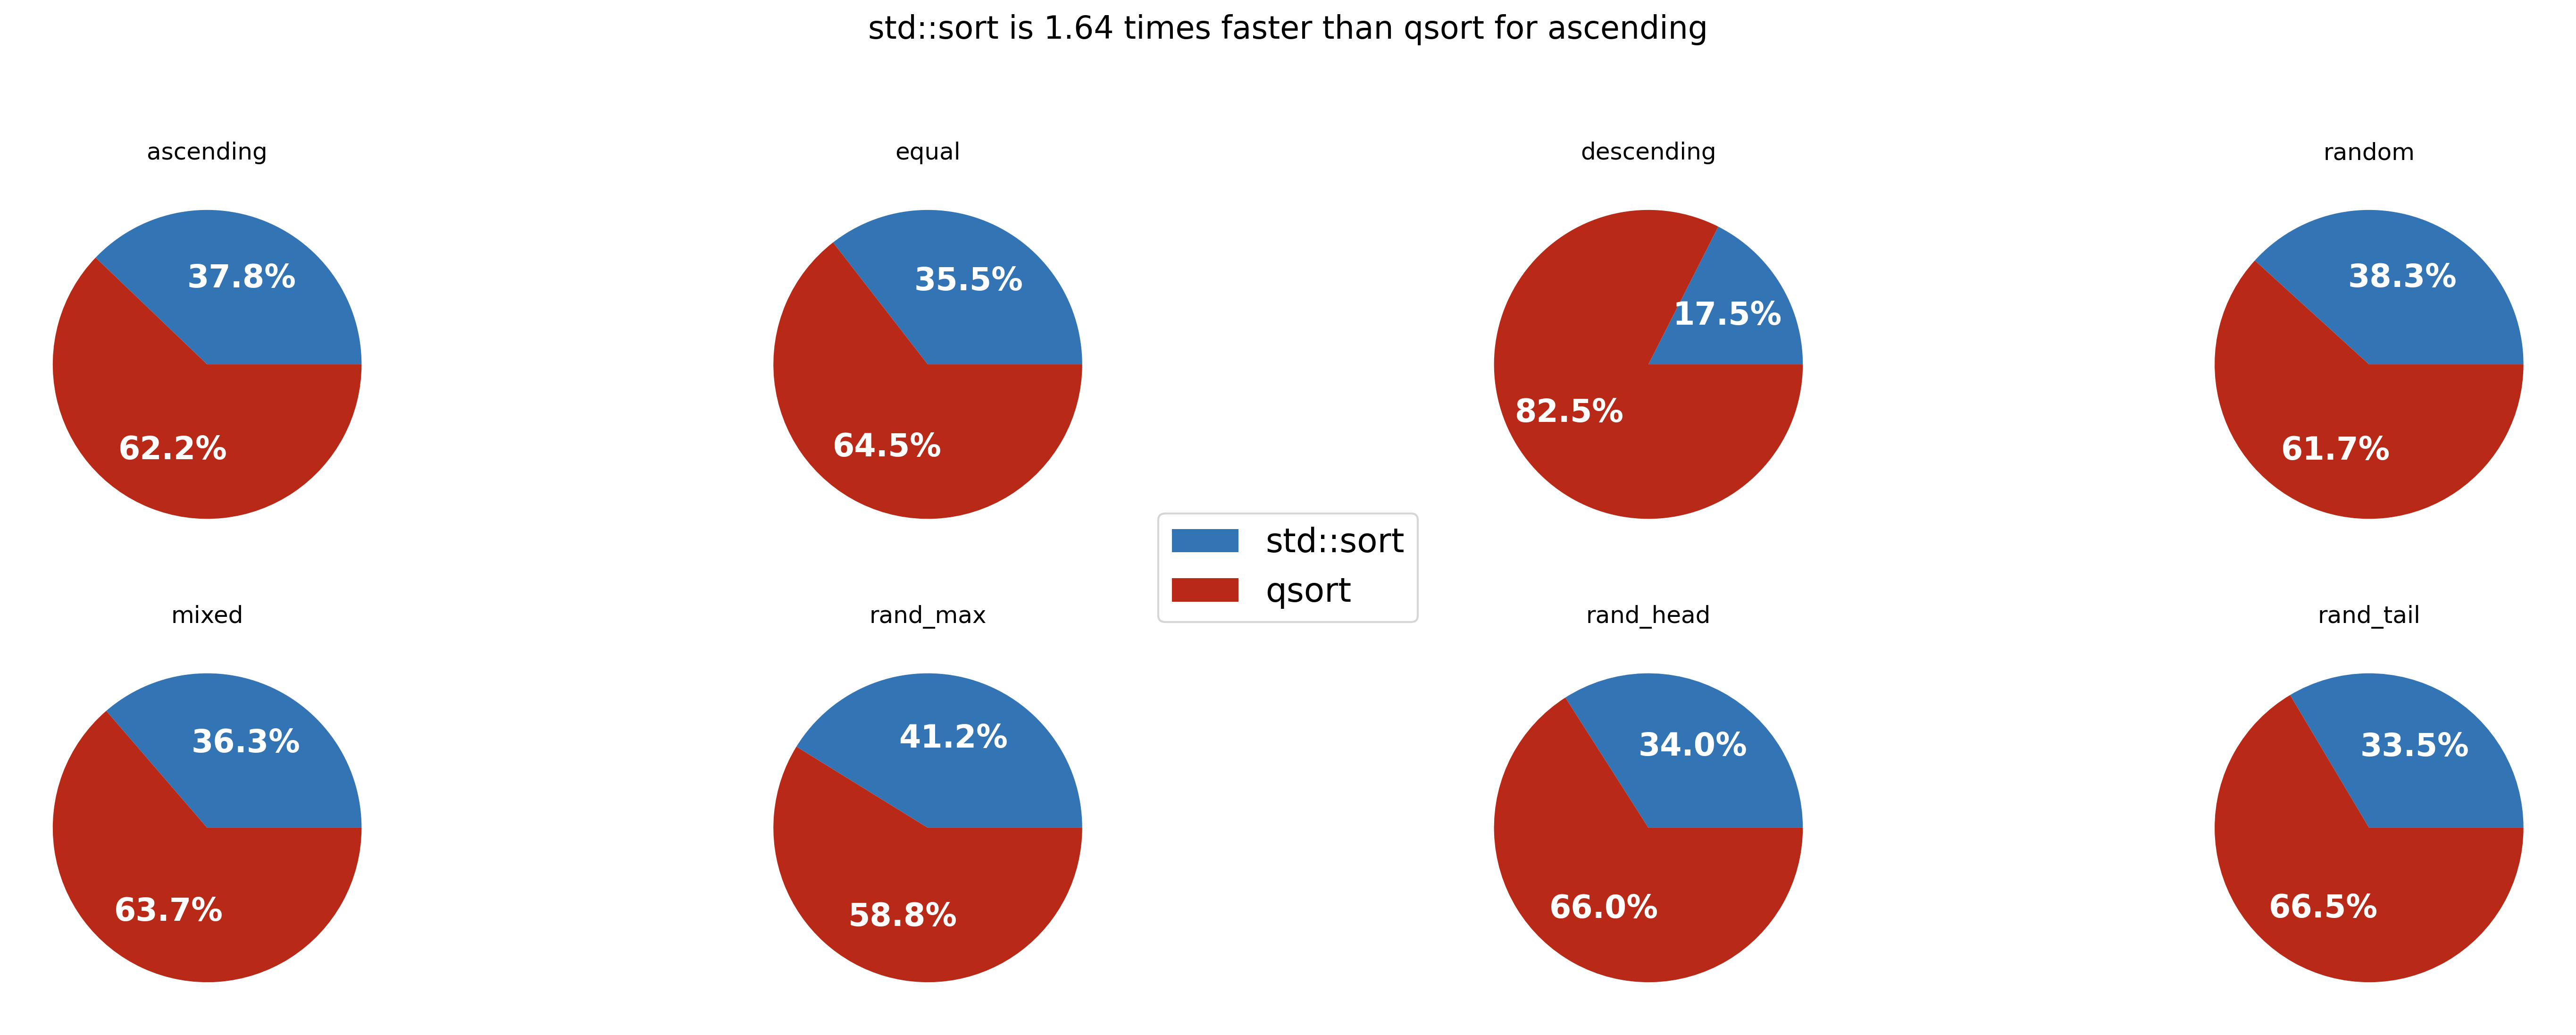 std::sort is 1.64 times faster than qsort for ascending
ascending
37.8%
62.2%
equal
35.5%
64.5%
descending
17.5%
82.5%
random
38.3%
61.7%
std::sort
qsort
mixed
36.3%
63.7%
rand_max
41.2%
58.8%
rand_head
34.0%
66.0%
rand_tail
33.5%
66.5%